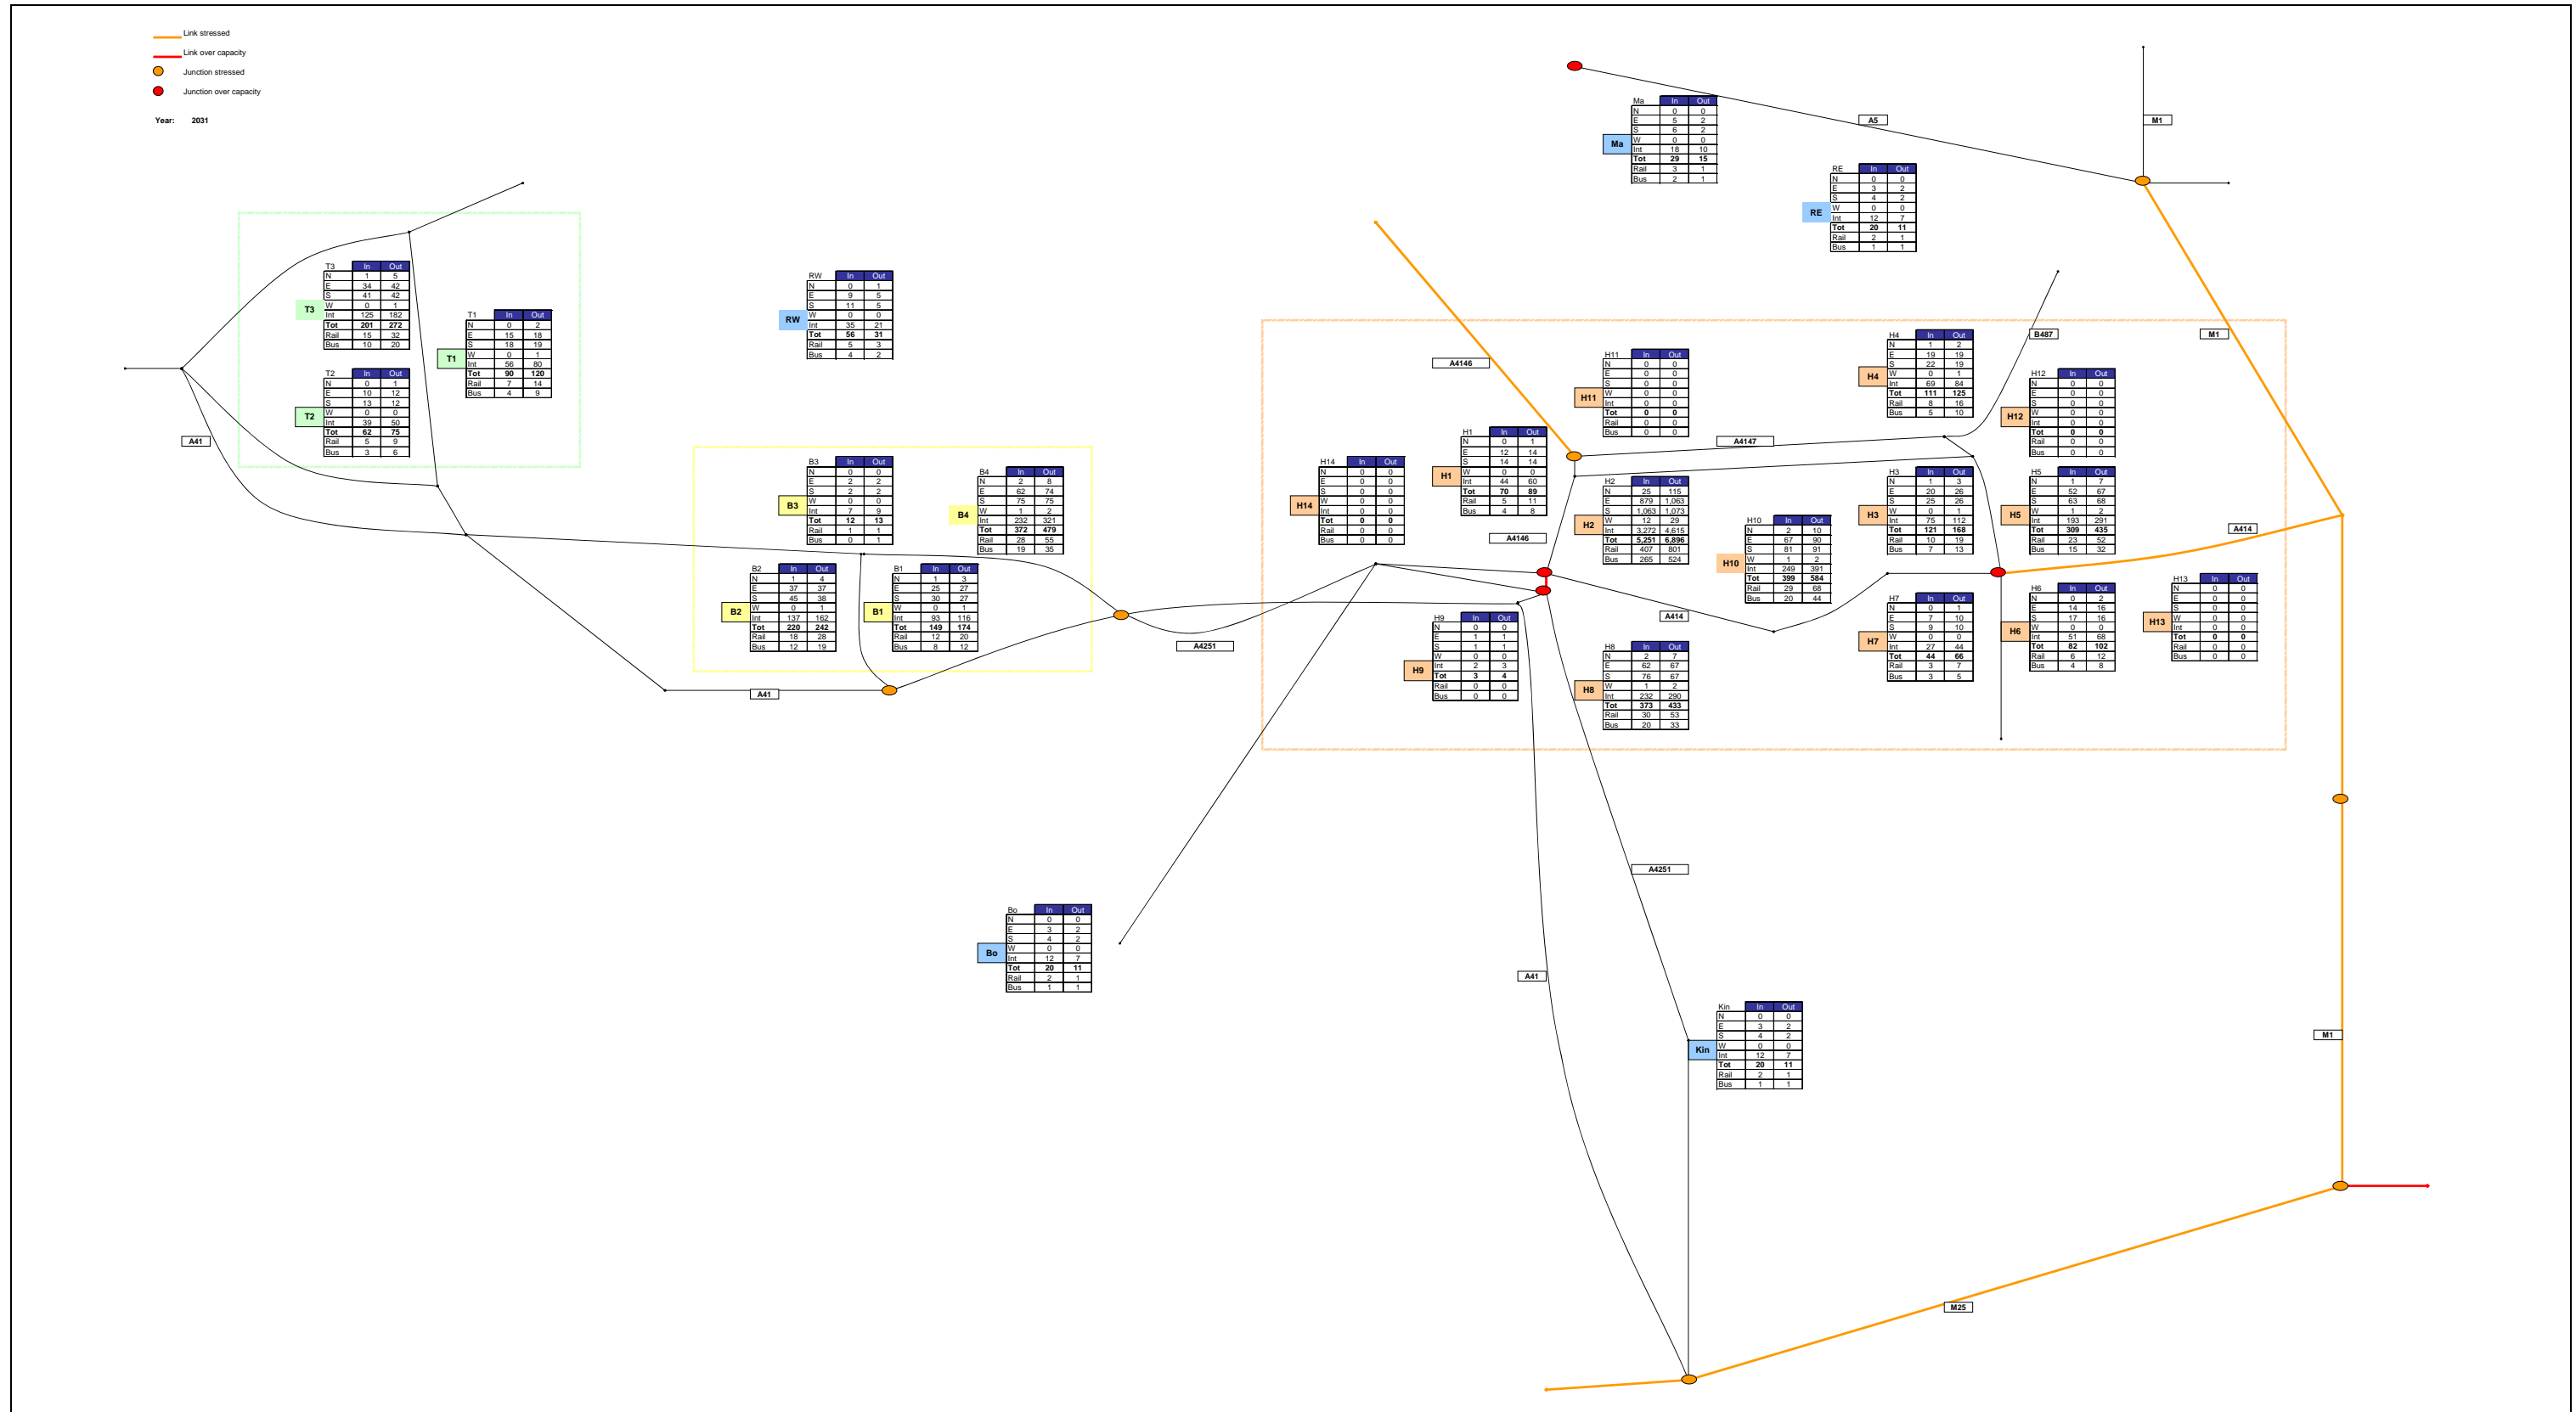 Link stressed
Link over capacity
Junction stressed
Junction over capacity
Year: 2031
Ma In Out
N 0 0
E 5 2
S 6 2
W 0 0
Int 18 10
Tot 29 15
Rail 3 1
Bus 2 1
Ma
A5
M1
RE In Out
N 0 0
E 3 2
S 4 2
W 0 0
Int 12 7
Tot 20 11
Rail 2 1
Bus 1 1
RE
T3 In Out
N 1 5
E 34 42
S 41 42
W 0 1
Int 125 182
Tot 201 272
Rail 15 32
Bus 10 20
T3
T1 In Out
N 0 2
E 15 18
S 18 19
W 0 1
Int 56 80
Tot 90 120
Rail 7 14
Bus 4 9
T1
T2 In Out
N 0 1
E 10 12
S 13 12
W 0 0
Int 39 50
Tot 62 75
Rail 5 9
Bus 3 6
T2
A41
RW In Out
N 0 1
E 9 5
S 11 5
W 0 0
Int 35 21
Tot 56 31
Rail 5 3
Bus 4 2
RW
B3 In Out
N 0 0
E 2 2
S 2 2
W 0 0
Int 7 9
Tot 12 13
Rail 1 1
Bus 0 1
B3
B4 In Out
N 2 8
E 62 74
S 75 75
W 1 2
Int 232 321
Tot 372 479
Rail 28 55
Bus 19 35
B4
B2 In Out
N 1 4
E 37 37
S 45 38
W 0 1
Int 137 162
Tot 220 242
Rail 18 28
Bus 12 19
B2
B1 In Out
N 1 3
E 25 27
S 30 27
W 0 1
Int 93 116
Tot 149 174
Rail 12 20
Bus 8 12
B1
A41
A4251
A4146
H11 In Out
N 0 0
E 0 0
S 0 0
W 0 0
Int 0 0
Tot 0 0
Rail 0 0
Bus 0 0
H11
H4 In Out
N 1 2
E 19 19
S 22 19
W 0 1
Int 69 84
Tot 111 125
Rail 8 16
Bus 5 10
H4
B487
M1
H12 In Out
N 0 0
E 0 0
S 0 0
W 0 0
Int 0 0
Tot 0 0
Rail 0 0
Bus 0 0
H12
A4147
H1 In Out
N 0 1
E 12 14
S 14 14
W 0 0
Int 44 60
Tot 70 89
Rail 5 11
Bus 4 8
H1
H14 In Out
N 0 0
E 0 0
S 0 0
W 0 0
Int 0 0
Tot 0 0
Rail 0 0
Bus 0 0
H14
H2 In Out
N 25 115
E 879 1,063
S 1,063 1,073
W 12 29
Int 3,272 4,615
Tot 5,251 6,896
Rail 407 801
Bus 265 524
H2
A4146
H10 In Out
N 2 10
E 67 90
S 81 91
W 1 2
Int 249 391
Tot 399 584
Rail 29 68
Bus 20 44
H10
H3 In Out
N 1 3
E 20 26
S 25 26
W 0 1
Int 75 112
Tot 121 168
Rail 10 19
Bus 7 13
H3
H5 In Out
N 1 7
E 52 67
S 63 68
W 1 2
Int 193 291
Tot 309 435
Rail 23 52
Bus 15 32
H5
A414
H13 In Out
N 0 0
E 0 0
S 0 0
W 0 0
Int 0 0
Tot 0 0
Rail 0 0
Bus 0 0
H13
H6 In Out
N 0 2
E 14 16
S 17 16
W 0 0
Int 51 68
Tot 82 102
Rail 6 12
Bus 4 8
H6
H7 In Out
N 0 1
E 7 10
S 9 10
W 0 0
Int 27 44
Tot 44 66
Rail 3 7
Bus 3 5
H7
A414
H9 In Out
N 0 0
E 1 1
S 1 1
W 0 0
Int 2 3
Tot 3 4
Rail 0 0
Bus 0 0
H9
H8 In Out
N 2 7
E 62 67
S 76 67
W 1 2
Int 232 290
Tot 373 433
Rail 30 53
Bus 20 33
H8
A4251
Bo In Out
N 0 0
E 3 2
S 4 2
W 0 0
Int 12 7
Tot 20 11
Rail 2 1
Bus 1 1
Bo
A41
Kin In Out
N 0 0
E 3 2
S 4 2
W 0 0
Int 12 7
Tot 20 11
Rail 2 1
Bus 1 1
Kin
M1
M25